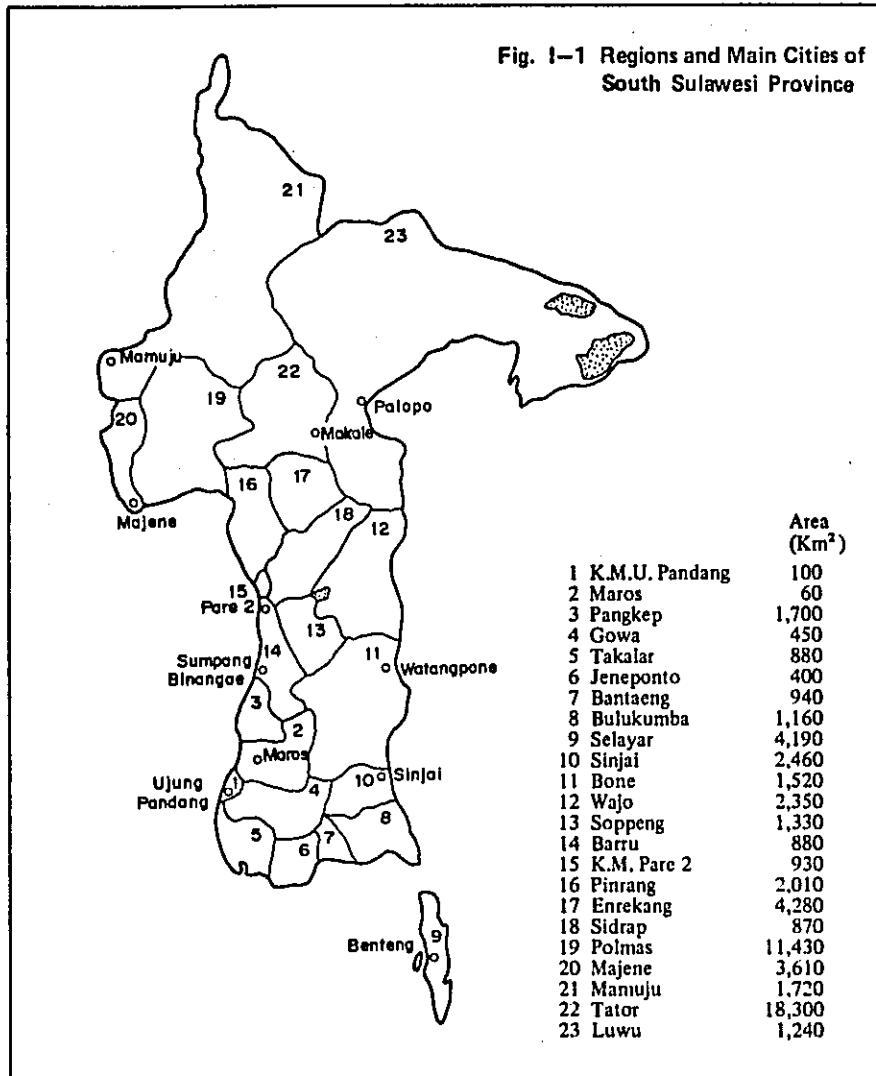 Fig. I—1 Regions and Main Cities of
South Sulawesi Province
21
23
Mamuju
22
19
20
Palopo
Makale
17
16
18
12
Majene
15
Pare 2
13
14
11
Sumpang
Binangae
Watangpone
3
2
Maros
Ujung
Pandang
1
10
Sinjai
4
8
5
6
7
9
Benteng
Area
(Km²)
1 K.M.U. Pandang 100
2 Maros 60
3 Pangkep 1,700
4 Gowa 450
5 Takalar 880
6 Jeneponto 400
7 Bantaeng 940
8 Bulukumba 1,160
9 Selayar 4,190
10 Sinjai 2,460
11 Bone 1,520
12 Wajo 2,350
13 Soppeng 1,330
14 Barru 880
15 K.M. Pare 2 930
16 Pinrang 2,010
17 Enrekang 4,280
18 Sidrap 870
19 Polmas 11,430
20 Majene 3,610
21 Mamuju 1,720
22 Tator 18,300
23 Luwu 1,240